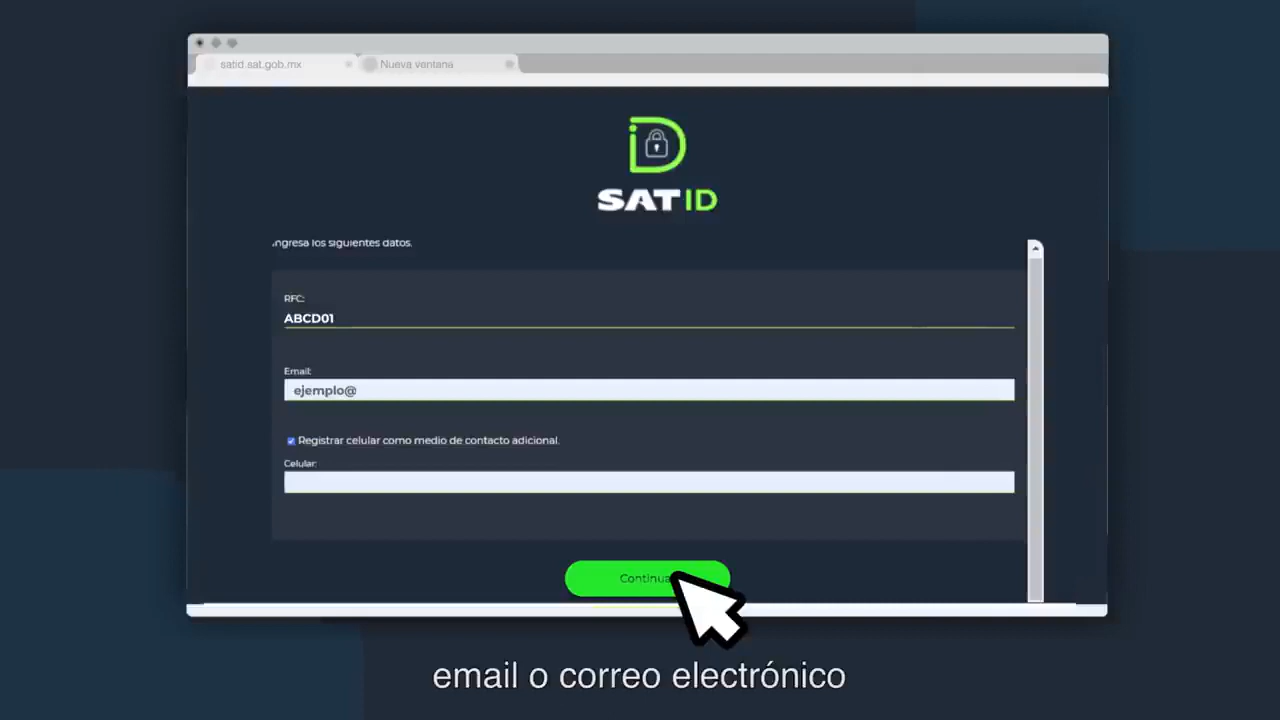 satid.sat.gob.mx
Nueva ventana
iD
SAT ID
Ingresa los siguientes datos.
RFC:
ABCD01
Email:
ejemplo@
Registrar celular como medio de contacto adicional.
Celular:
Continua
email o correo electrónico